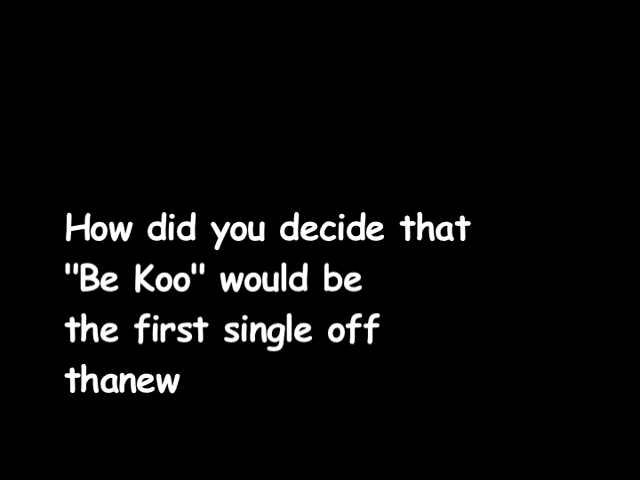 How did you decide that
"Be Koo" would be
the first single off
thanew